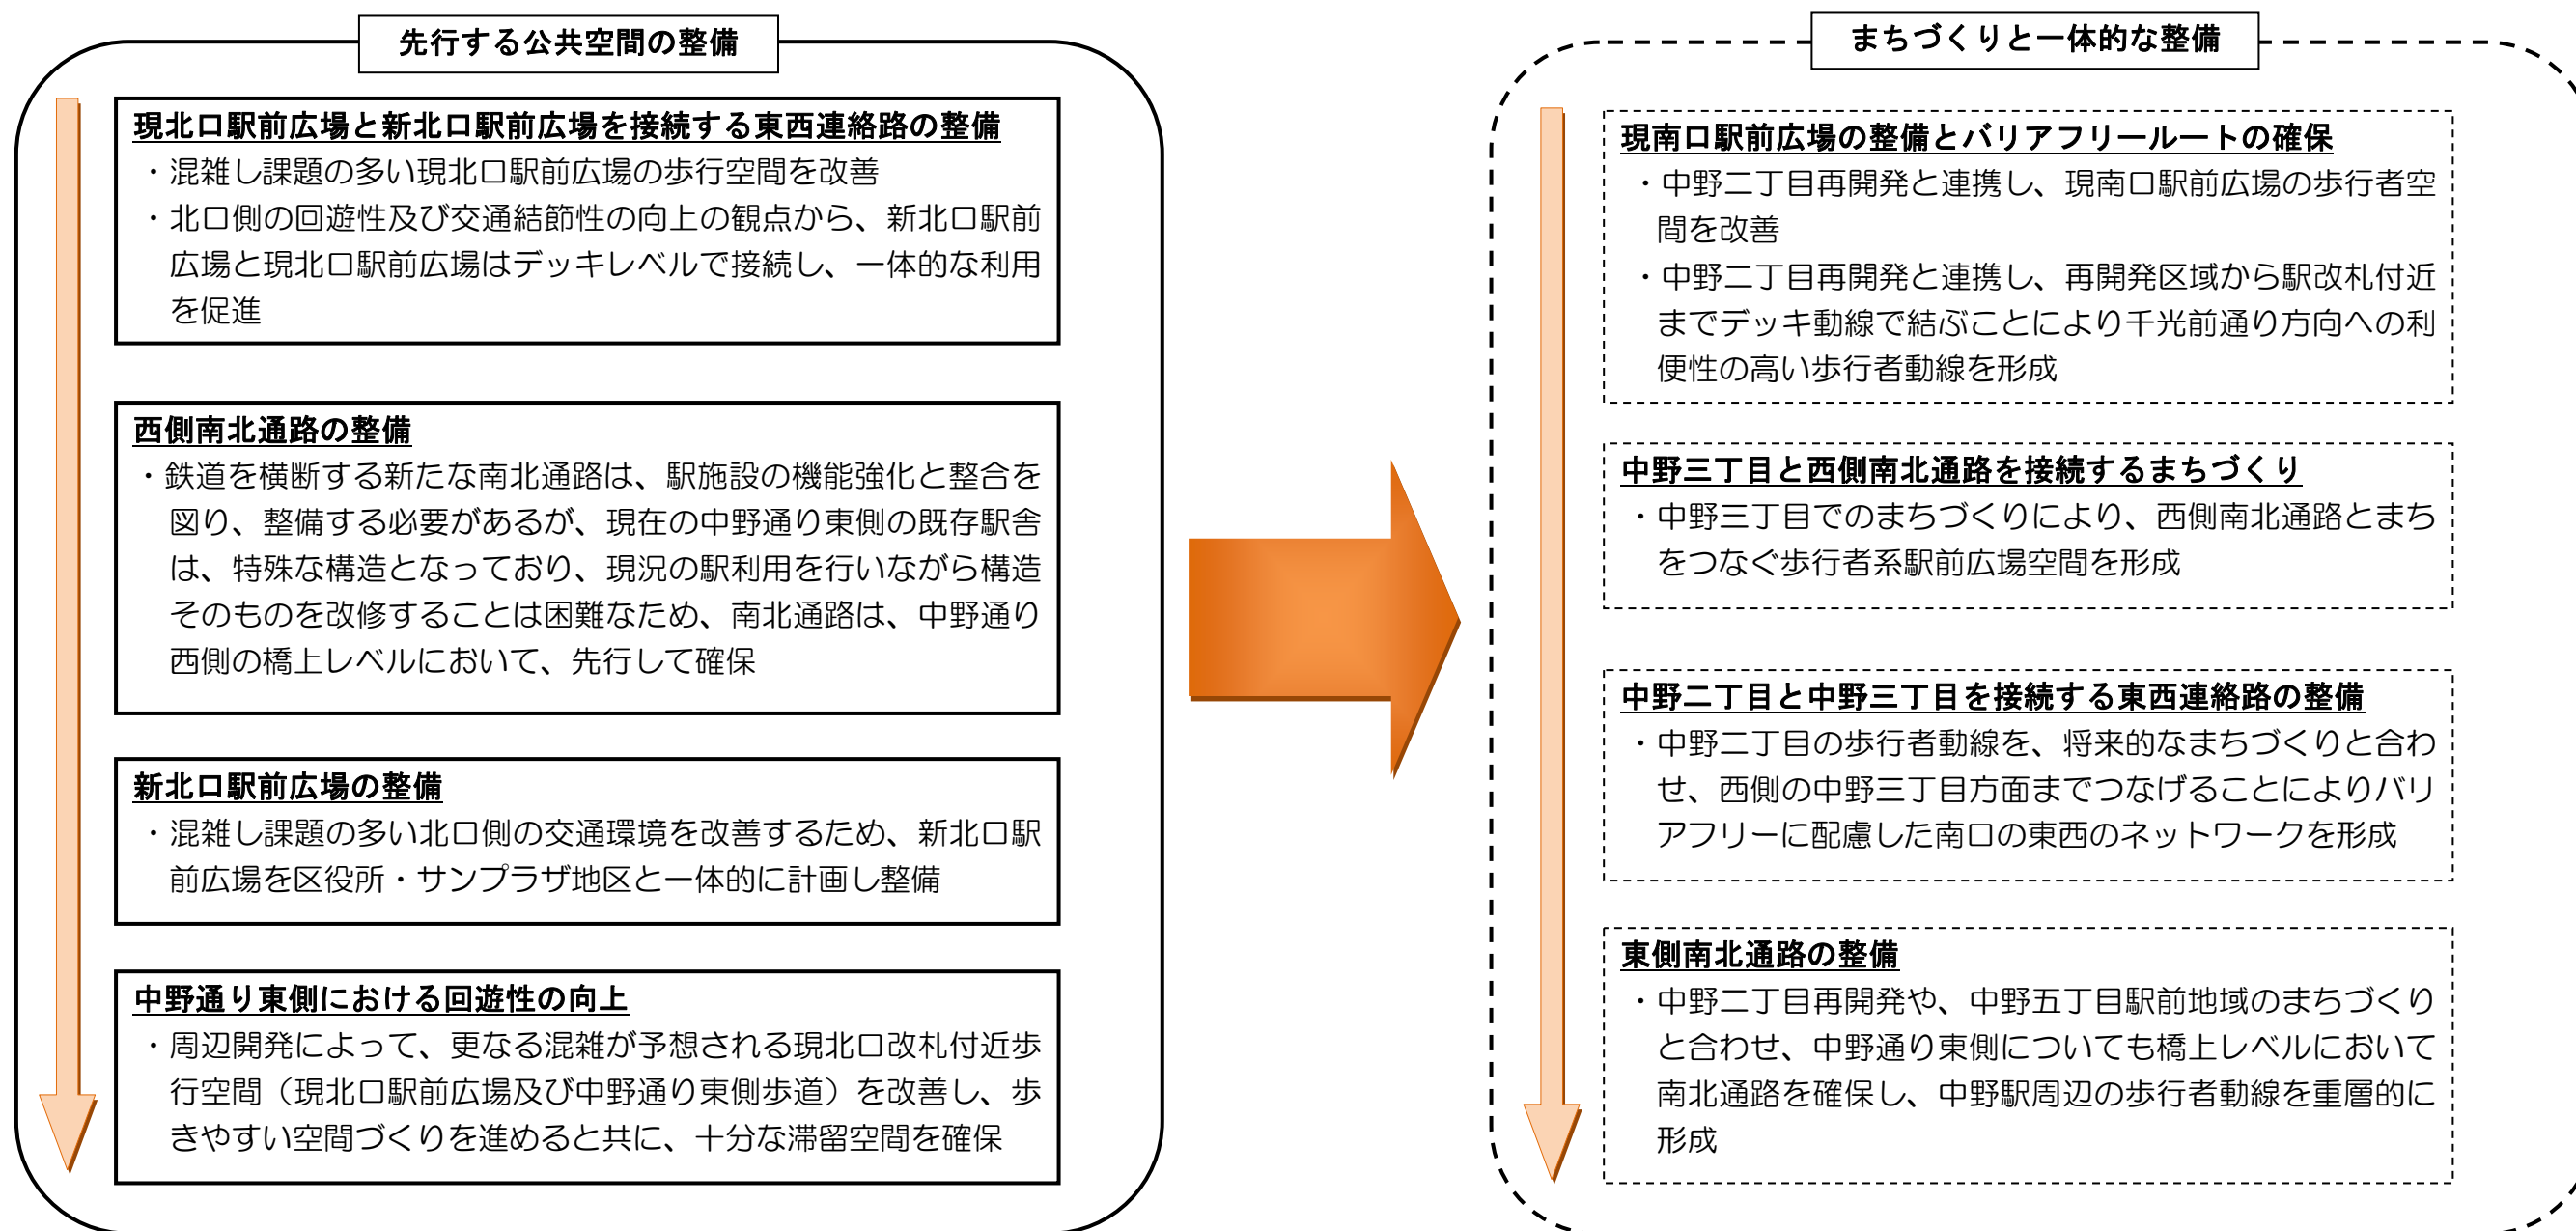 先行する公共空間の整備
現北口駅前広場と新北口駅前広場を接続する東西連絡路の整備
・混雑し課題の多い現北口駅前広場の歩行空間を改善
・北口側の回遊性及び交通結節性の向上の観点から、新北口駅前
広場と現北口駅前広場はデッキレベルで接続し、一体的な利用
を促進
西側南北通路の整備
・鉄道を横断する新たな南北通路は、駅施設の機能強化と整合を
図り、整備する必要があるが、現在の中野通り東側の既存駅舎
は、特殊な構造となっており、現況の駅利用を行いながら構造
そのものを改修することは困難なため、南北通路は、中野通り
西側の橋上レベルにおいて、先行して確保
新北口駅前広場の整備
・混雑し課題の多い北口側の交通環境を改善するため、新北口駅
前広場を区役所・サンプラザ地区と一体的に計画し整備
中野通り東側における回遊性の向上
・周辺開発によって、更なる混雑が予想される現北口改札付近歩
行空間（現北口駅前広場及び中野通り東側歩道）を改善し、歩
きやすい空間づくりを進めると共に、十分な滞留空間を確保
まちづくりと一体的な整備
現南口駅前広場の整備とバリアフリールートの確保
・中野二丁目再開発と連携し、現南口駅前広場の歩行者空
間を改善
・中野二丁目再開発と連携し、再開発区域から駅改札付近
までデッキ動線で結ぶことにより千光前通り方向への利
便性の高い歩行者動線を形成
中野三丁目と西側南北通路を接続するまちづくり
・中野三丁目でのまちづくりにより、西側南北通路とまち
をつなぐ歩行者系駅前広場空間を形成
中野二丁目と中野三丁目を接続する東西連絡路の整備
・中野二丁目の歩行者動線を、将来的なまちづくりと合わ
せ、西側の中野三丁目方面までつなげることによりバリ
アフリーに配慮した南口の東西のネットワークを形成
東側南北通路の整備
・中野二丁目再開発や、中野五丁目駅前地域のまちづくり
と合わせ、中野通り東側についても橋上レベルにおいて
南北通路を確保し、中野駅周辺の歩行者動線を重層的に
形成